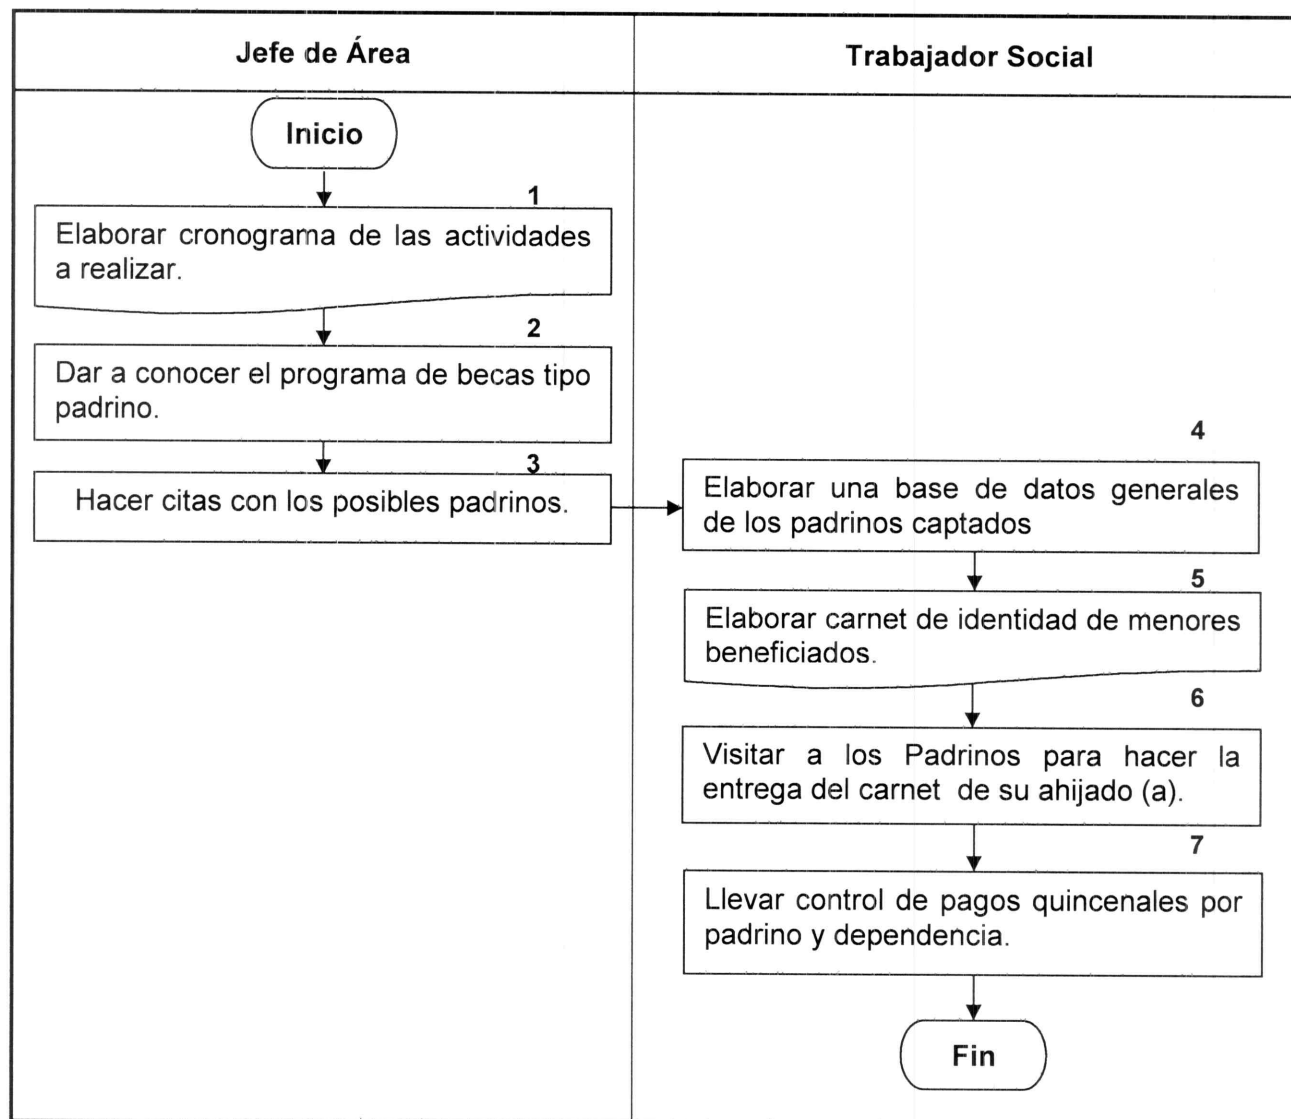 Jefe de Área
Trabajador Social
Inicio
1
Elaborar cronograma de las actividades
a realizar.
2
Dar a conocer el programa de becas tipo
padrino.
3
Hacer citas con los posibles padrinos.
4
Elaborar una base de datos generales
de los padrinos captados
5
Elaborar carnet de identidad de menores
beneficiados.
6
Visitar a los Padrinos para hacer la
entrega del carnet de su ahijado (a).
7
Llevar control de pagos quincenales por
padrino y dependencia.
Fin